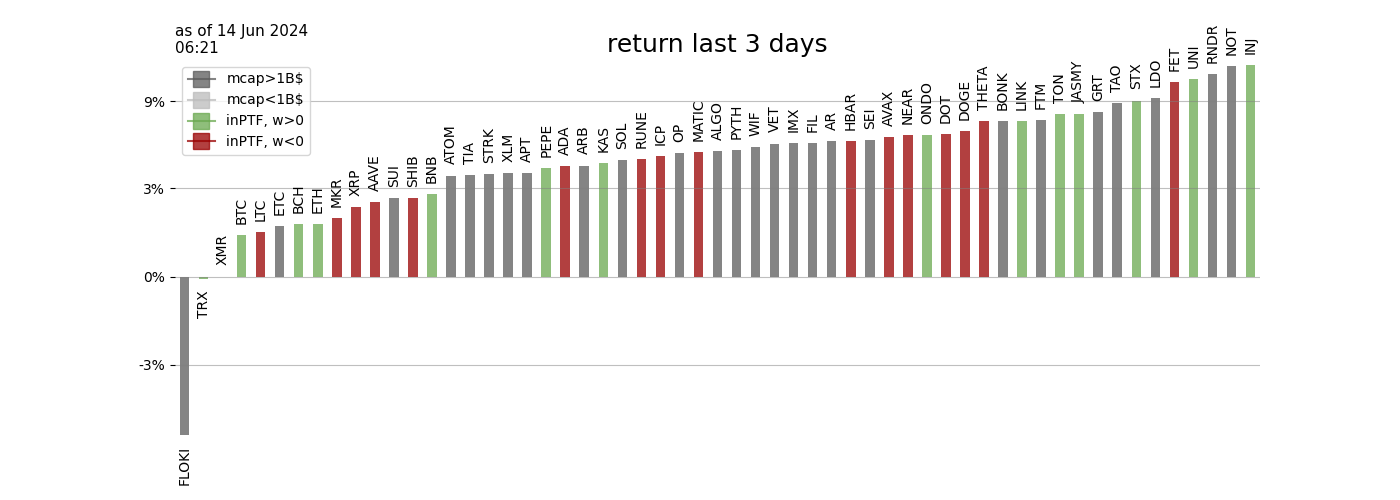 as of 14 Jun 2024
06:21
return last 3 days
mcap>1B$
mcap<1B$
inPTF, w>0
inPTF, w<0
9%
3%
0%
-3%
FLOKI
TRX
XMR
BTC
LTC
ETC
BCH
ETH
MKR
XRP
AAVE
SUI
SHIB
BNB
ATOM
TIA
STRK
XLM
APT
PEPE
ADA
ARB
KAS
SOL
RUNE
ICP
OP
MATIC
ALGO
PYTH
WIF
VET
IMX
FIL
AR
HBAR
SEI
AVAX
NEAR
ONDO
DOT
DOGE
THETA
BONK
LINK
FTM
TON
JASMY
GRT
TAO
STX
LDO
FET
UNI
RNDR
NOT
INJ